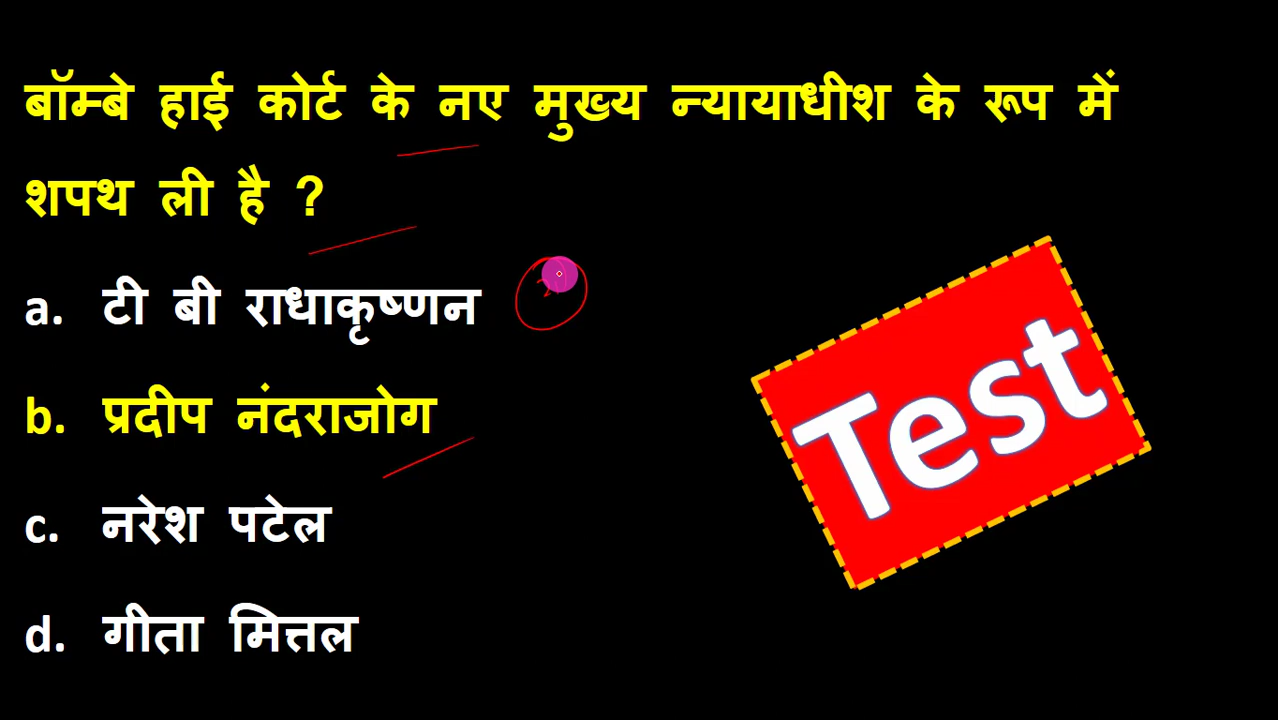 बॉम्बे हाई कोर्ट के नए मुख्य न्यायाधीश के रूप में
शपथ ली है ?
a. टी बी राधाकृष्णन
b. प्रदीप नंदराजोग
c. नरेश पटेल
d. गीता मित्तल
Test